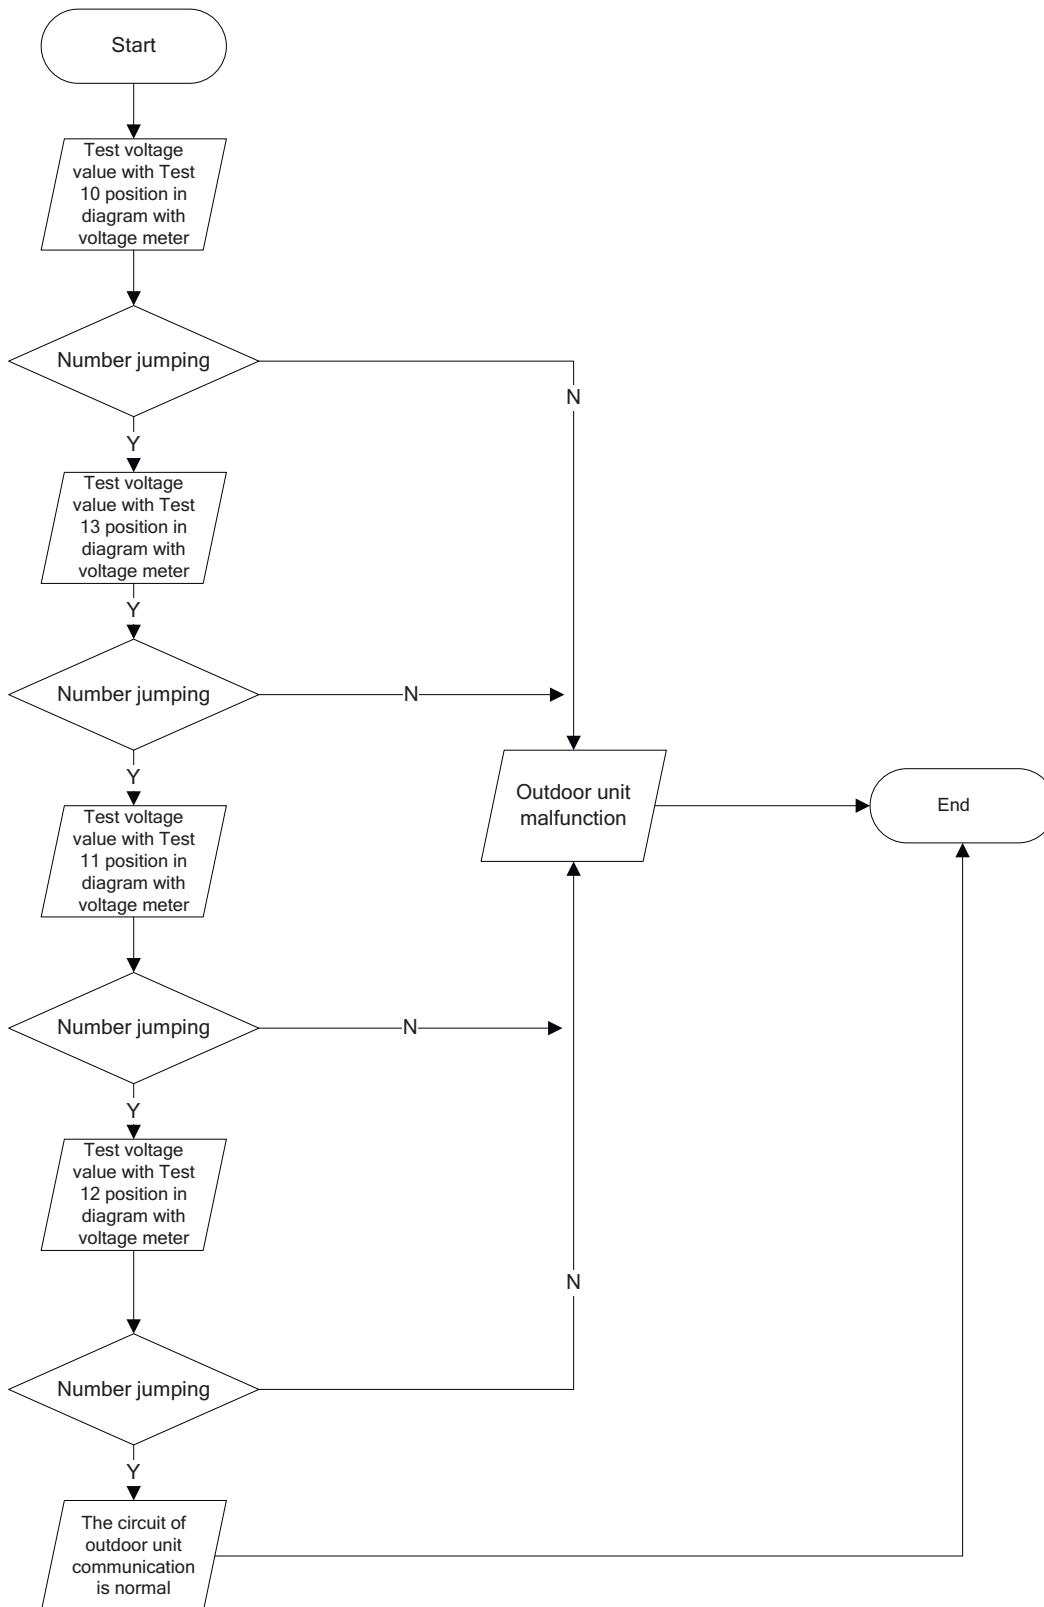 Start
Test voltage
value with Test
10 position in
diagram with
voltage meter
Number jumping
N
Y
Test voltage
value with Test
13 position in
diagram with
voltage meter
Y
Number jumping
N
Y
Outdoor unit
malfunction
End
Test voltage
value with Test
11 position in
diagram with
voltage meter
Number jumping
N
Y
Test voltage
value with Test
12 position in
diagram with
voltage meter
N
Number jumping
Y
The circuit of
outdoor unit
communication
is normal